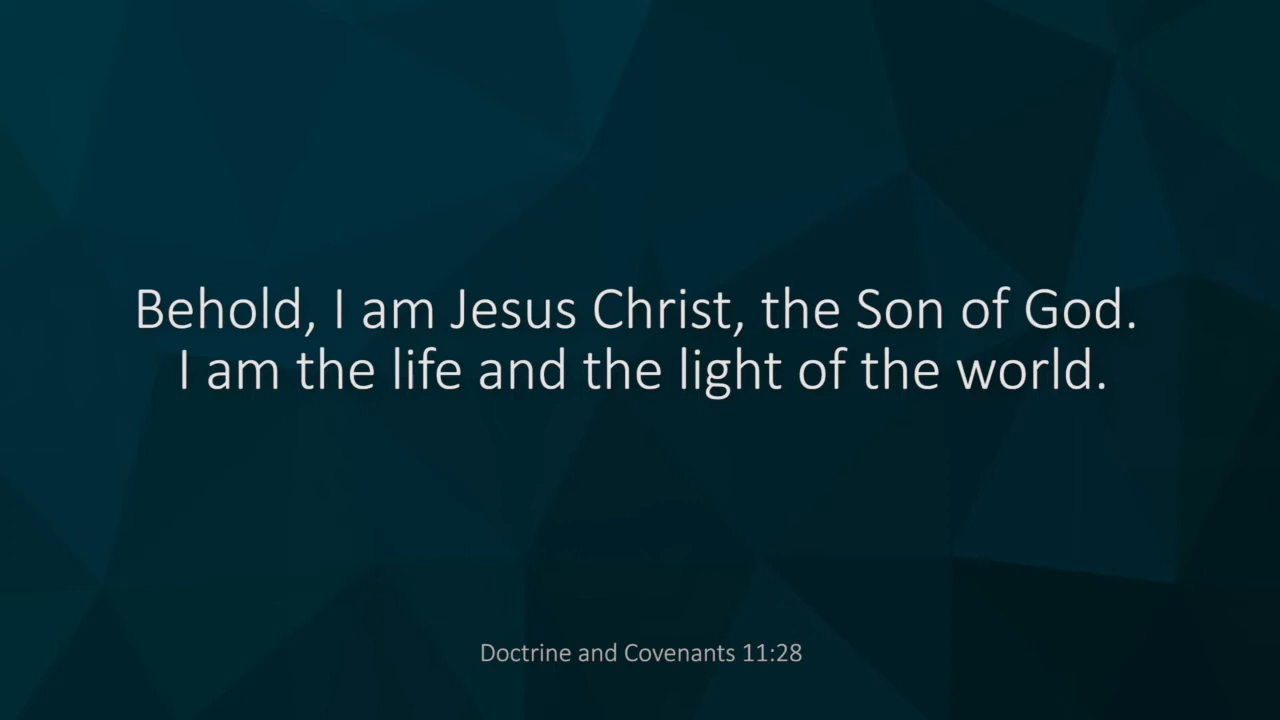 Behold, I am Jesus Christ, the Son of God.
I am the life and the light of the world.
Doctrine and Covenants 11:28